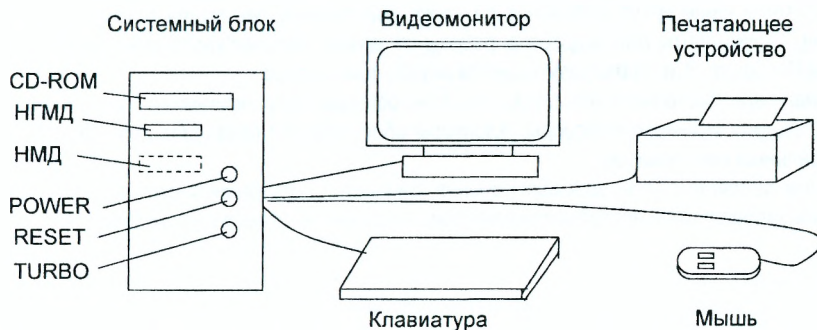 Системный блок
Видеомонитор
Печатающее
устройство
CD-ROM
НГМД
НМД
POWER
RESET
TURBO
Клавиатура
Мышь